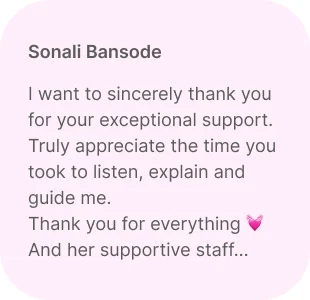 Sonali Bansode
I want to sincerely thank you
for your exceptional support.
Truly appreciate the time you
took to listen, explain and
guide me.
Thank you for everything 💓
And her supportive staff...